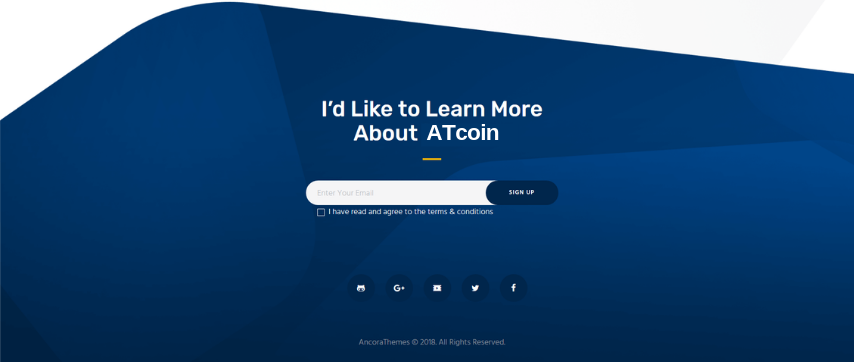 I'd Like to Learn More
About ATcoin
Enter Your Email
SIGN UP
I have read and agree to the terms & conditions
G+
f
AncoraThemes © 2018. All Rights Reserved.